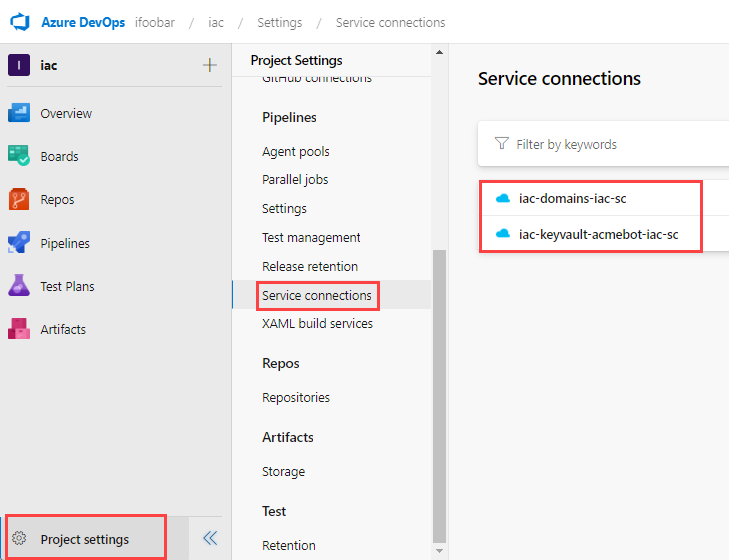 Azure DevOps ifoobar / iac / Settings / Service connections
I iac
Overview
Boards
Repos
Pipelines
Test Plans
Artifacts
Project settings
Project Settings
GitHub connections
Pipelines
Agent pools
Parallel jobs
Settings
Test management
Release retention
Service connections
XAML build services
Repos
Repositories
Artifacts
Storage
Test
Retention
Service connections
Filter by keywords
iac-domains-iac-sc
iac-keyvault-acmebot-iac-sc